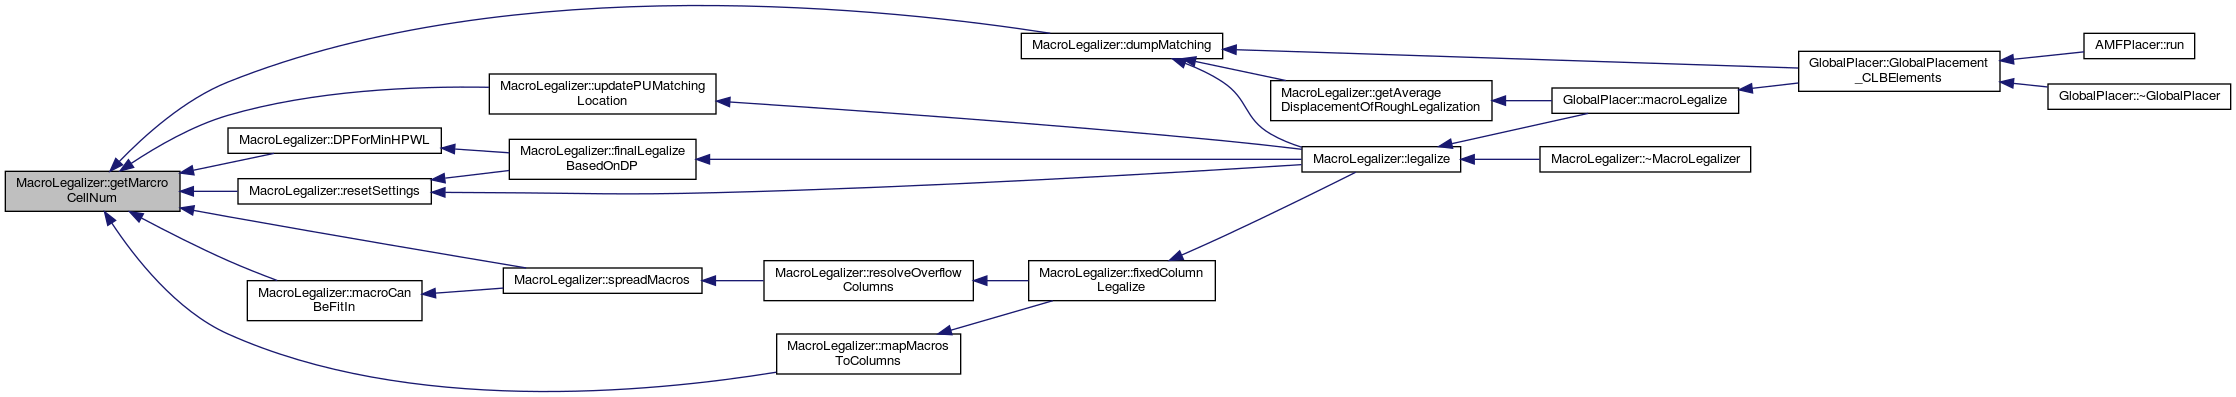 MacroLegalizer::getMarcro
CellNum
MacroLegalizer::dumpMatching
MacroLegalizer::updatePUMatching
Location
MacroLegalizer::DPForMinHPWL
MacroLegalizer::resetSettings
MacroLegalizer::finalLegalize
BasedOnDP
MacroLegalizer::macroCan
BeFitIn
MacroLegalizer::spreadMacros
MacroLegalizer::resolveOverflow
Columns
MacroLegalizer::mapMacros
ToColumns
MacroLegalizer::fixedColumn
Legalize
MacroLegalizer::getAverage
DisplacementOfRoughLegalization
MacroLegalizer::legalize
GlobalPlacer::macroLegalize
MacroLegalizer::~MacroLegalizer
GlobalPlacer::GlobalPlacement
_CLBElements
AMFPlacer::run
GlobalPlacer::~GlobalPlacer